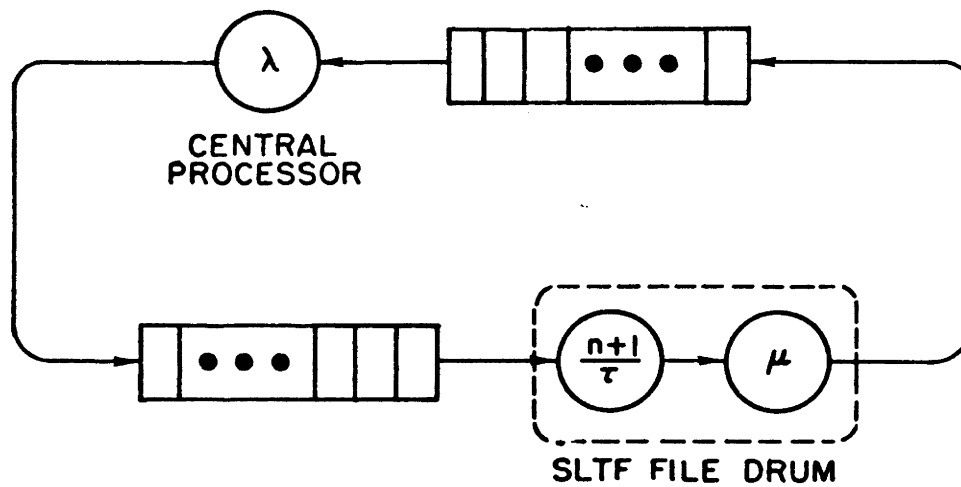 λ
CENTRAL
PROCESSOR
n+1
τ
μ
SLTF FILE DRUM